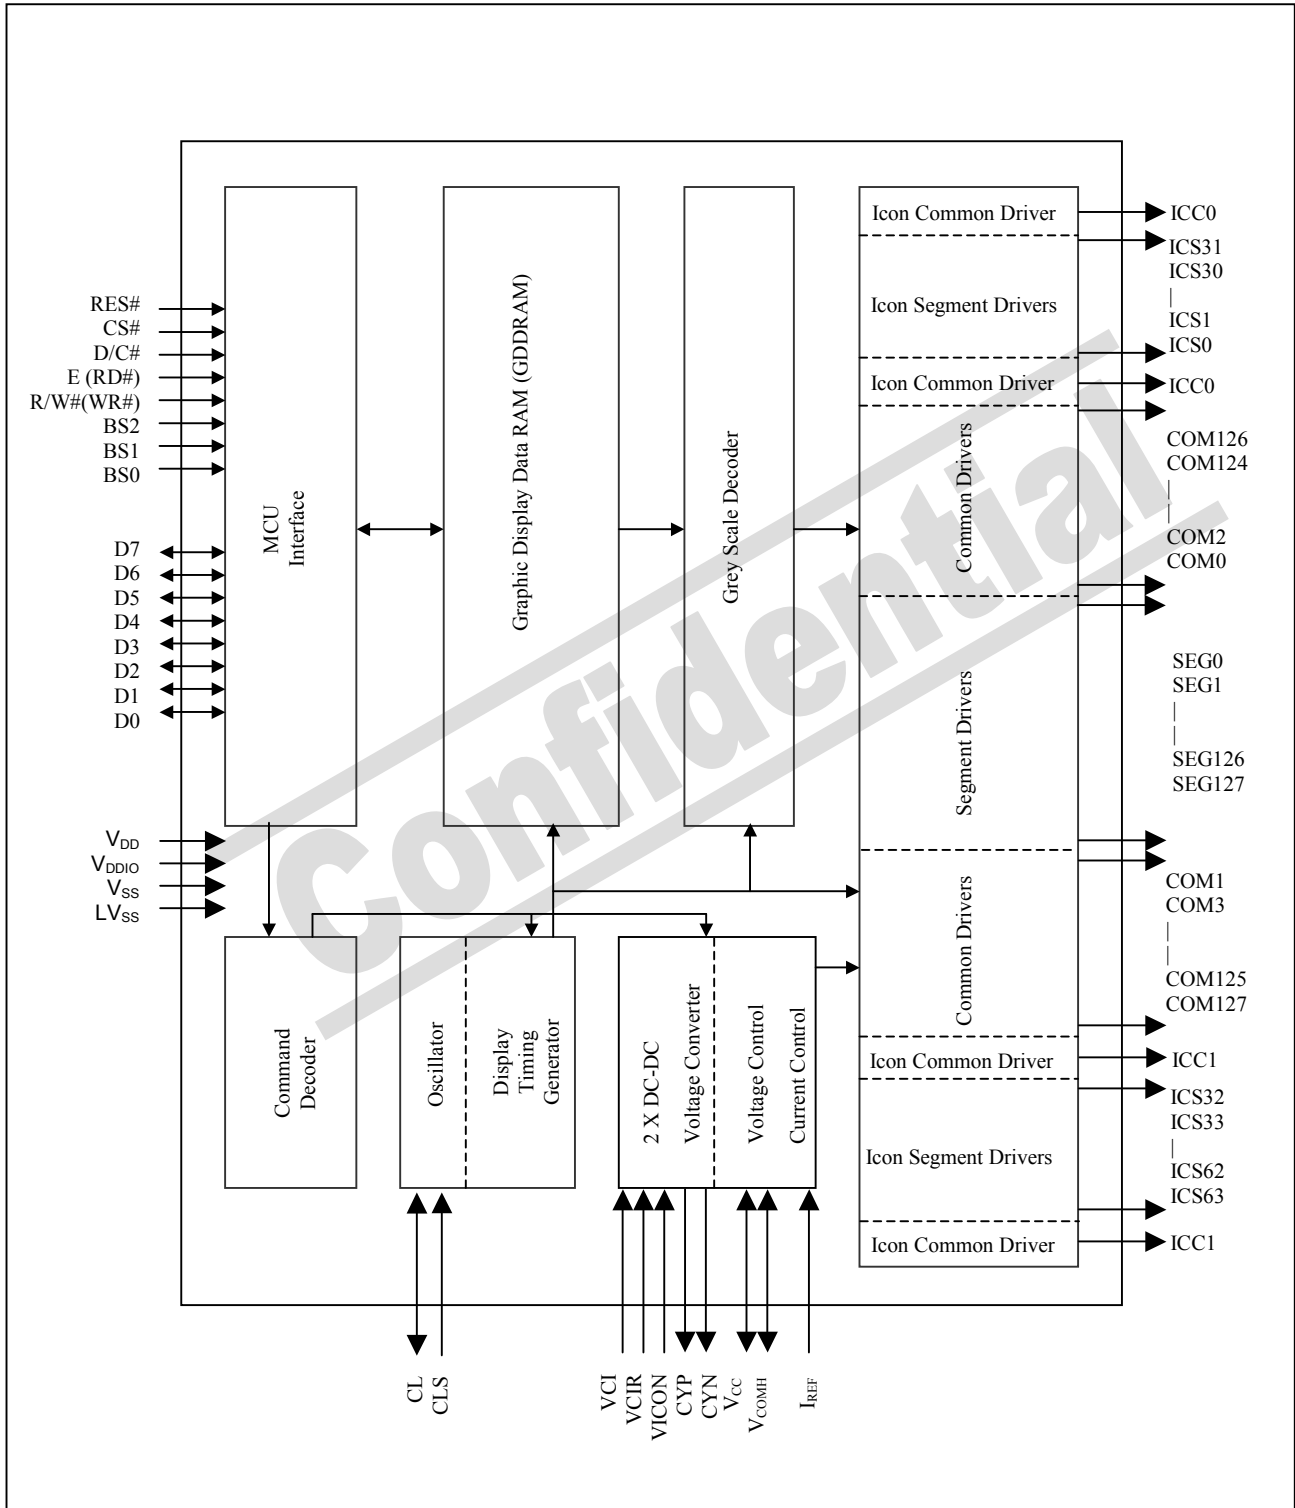 RES#
CS#
D/C#
E (RD#)
R/W#(WR#)
BS2
BS1
BS0
D7
D6
D5
D4
D3
D2
D1
D0
VDD
VDDIO
VSS
LVSS
MCU
Interface
Graphic Display Data RAM (GDDRAM)
Grey Scale Decoder
Icon Common Driver
Icon Segment Drivers
Icon Common Driver
Common Drivers
Segment Drivers
Common Drivers
Icon Common Driver
Icon Segment Drivers
Icon Common Driver
ICC0
ICS31
ICS30
|
ICS1
ICS0
ICC0
COM126
COM124
|
|
COM2
COM0
SEG0
SEG1
|
|
SEG126
SEG127
COM1
COM3
|
|
COM125
COM127
ICC1
ICS32
ICS33
|
ICS62
ICS63
ICC1
Command
Decoder
Oscillator
Display
Timing
Generator
2 X DC-DC
Voltage Converter
Voltage Control
Current Control
CL
CLS
VCI
VCIR
VICON
CYP
CYN
VCC
VCOMH
IREF
Confidential